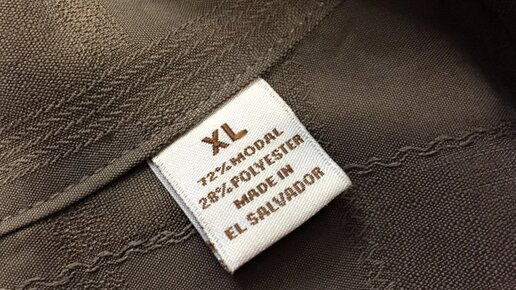 XL
72%MODAL
28%POLYESTER
MADE IN
EL SALVADOR